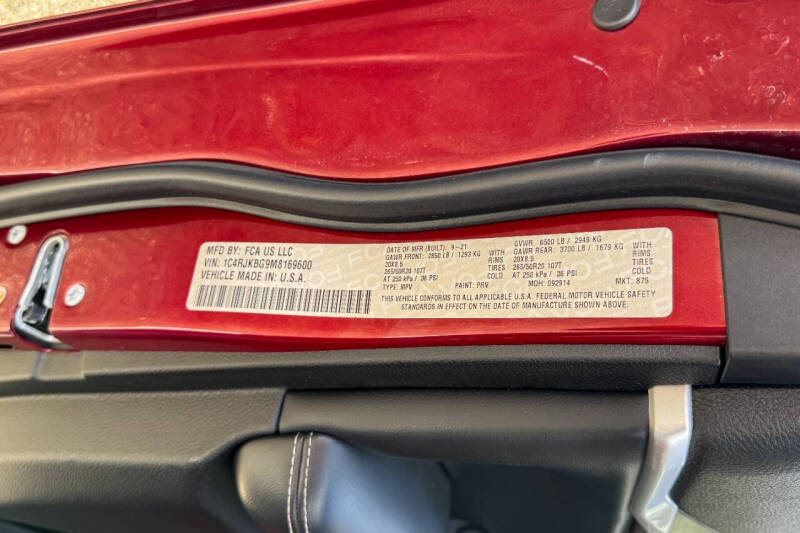 MFD BY: FCA US LLC
VIN: 1C4RJKBG9M8169600
VEHICLE MADE IN: U.S.A.
DATE OF MFR (BUILT): 9-21
GAWR FRONT: 2850 LB / 1293 KG WITH
20X8.5 RIMS
265/50R20 107T TIRES
AT 250 kPa / 36 PSI COLD
TYPE: MPV PAINT: PRV
GVWR: 6500 LB / 2949 KG
GAWR REAR: 3700 LB / 1679 KG WITH
20X8.5 RIMS
265/50R20 107T TIRES
AT 250 kPa / 36 PSI COLD
MDH: 092914 MKT: 875
THIS VEHICLE CONFORMS TO ALL APPLICABLE U.S.A. FEDERAL MOTOR VEHICLE SAFETY
STANDARDS IN EFFECT ON THE DATE OF MANUFACTURE SHOWN ABOVE.